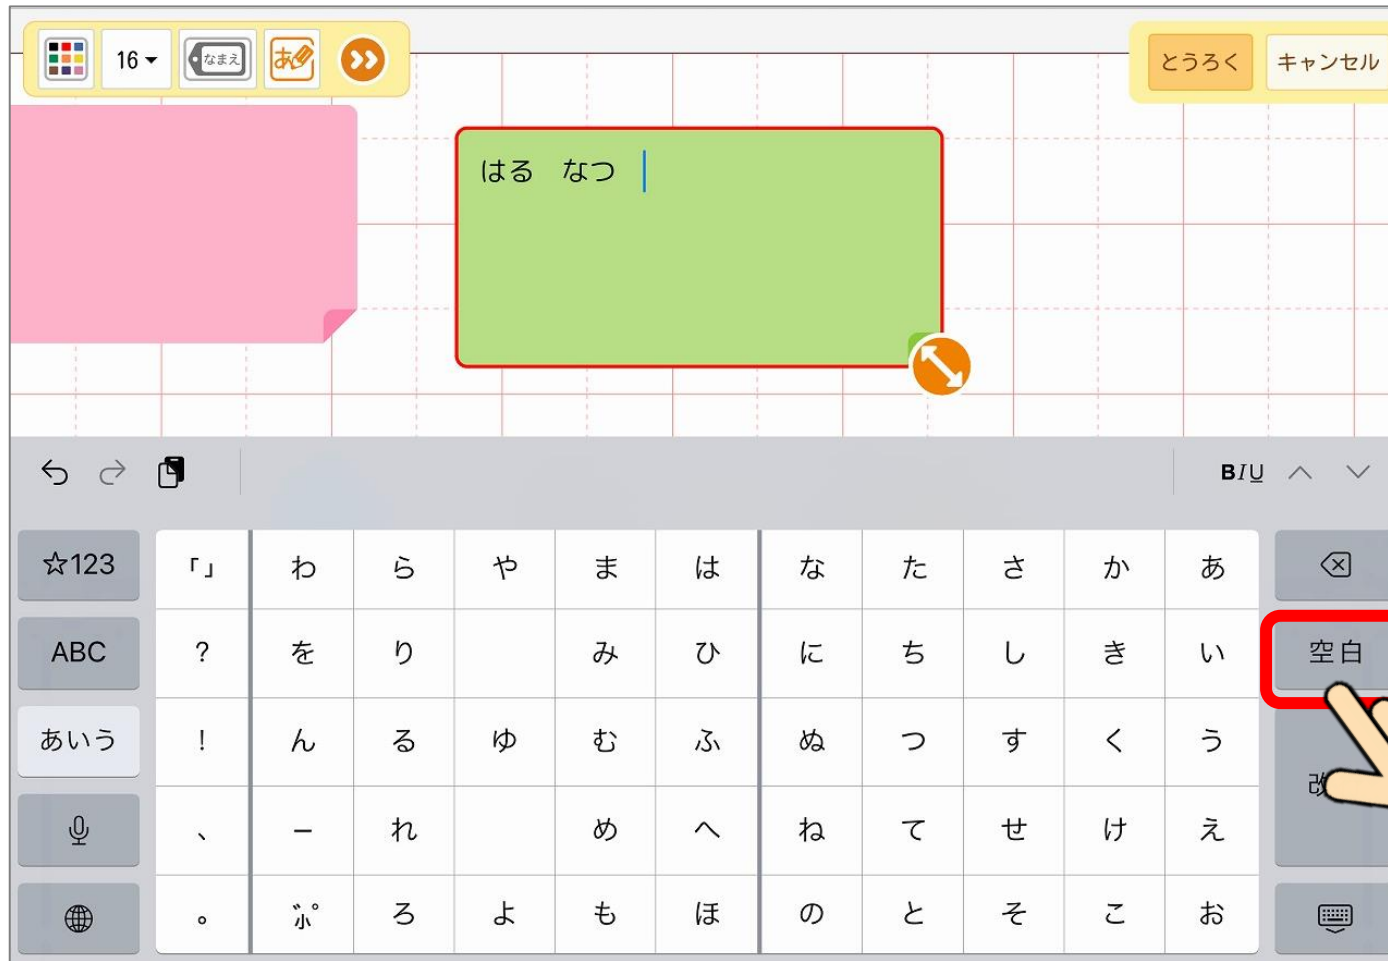 16 なまえ あ とうろく キャンセル
はる　なつ
BIU
☆123 「」 わ ら や ま は な た さ か あ
ABC ? を り み ひ に ち し き い 空白
あいう ! ん る ゆ む ふ ぬ つ す く う
、 ー れ め へ ね て せ け え 改
。 ゛゜小 ろ よ も ほ の と そ こ お